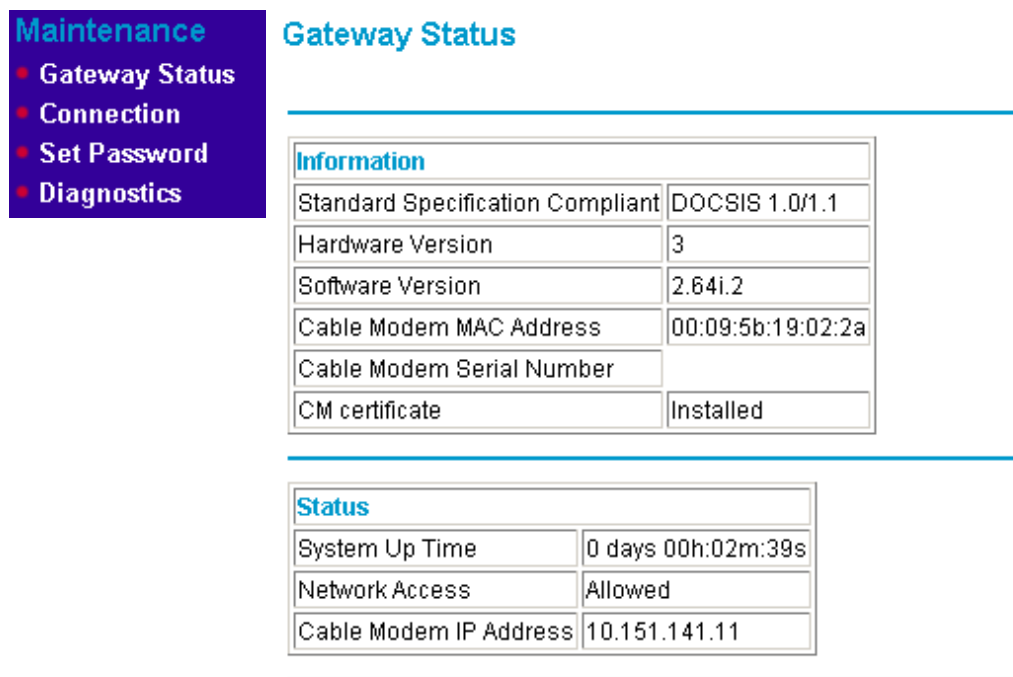 Maintenance
Gateway Status
Connection
Set Password
Diagnostics
Gateway Status
Information
Standard Specification Compliant DOCSIS 1.0/1.1
Hardware Version 3
Software Version 2.64i.2
Cable Modem MAC Address 00:09:5b:19:02:2a
Cable Modem Serial Number
CM certificate Installed
Status
System Up Time 0 days 00h:02m:39s
Network Access Allowed
Cable Modem IP Address 10.151.141.11